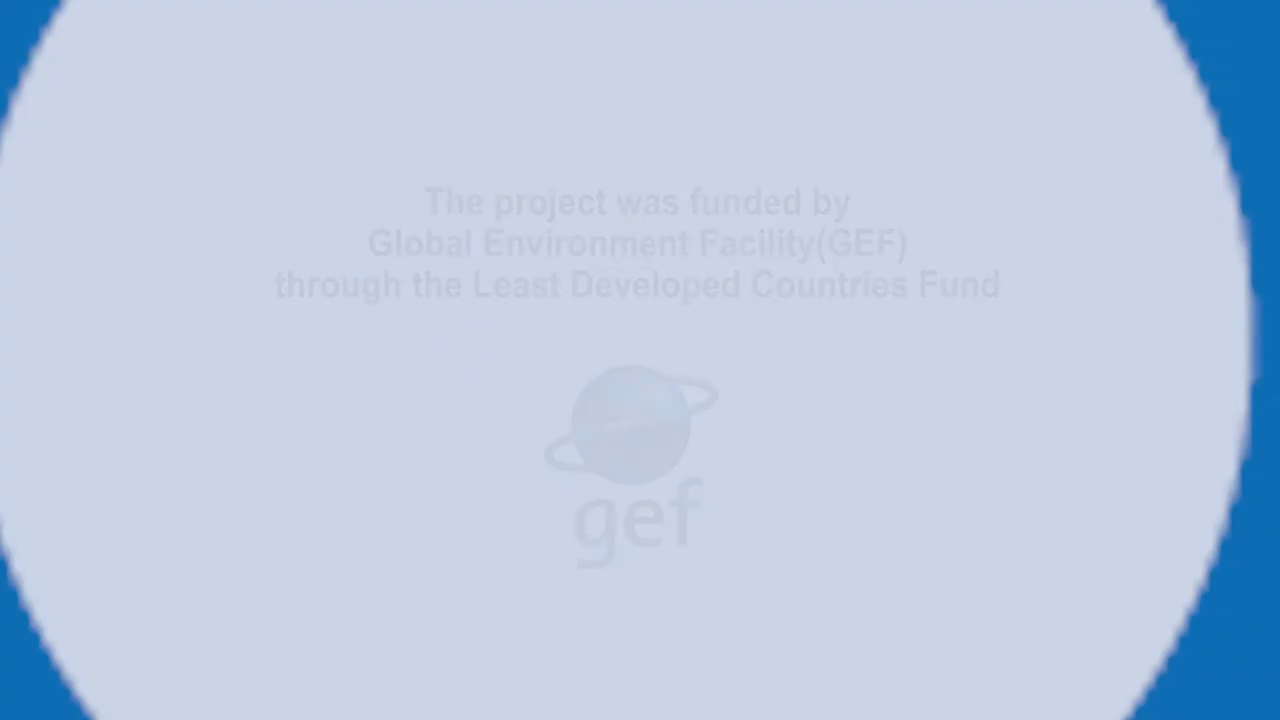 The project was funded by
Global Environment Facility(GEF)
through the Least Developed Countries Fund
gef